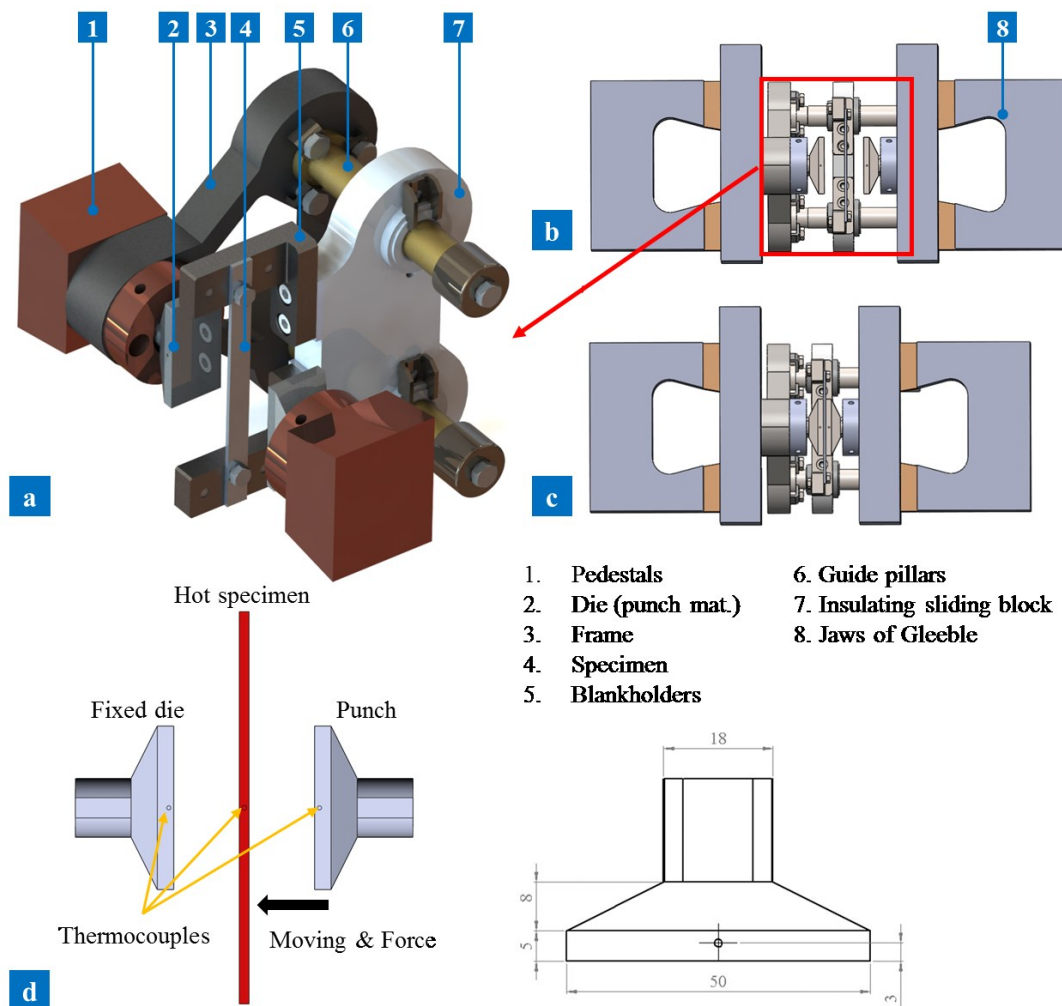 1 2 3 4 5 6 7 8
a
b
c
1. Pedestals
2. Die (punch mat.)
3. Frame
4. Specimen
5. Blankholders
6. Guide pillars
7. Insulating sliding block
8. Jaws of Gleeble
Hot specimen
Fixed die
Punch
Thermocouples
Moving & Force
d
18
8
5
50
3